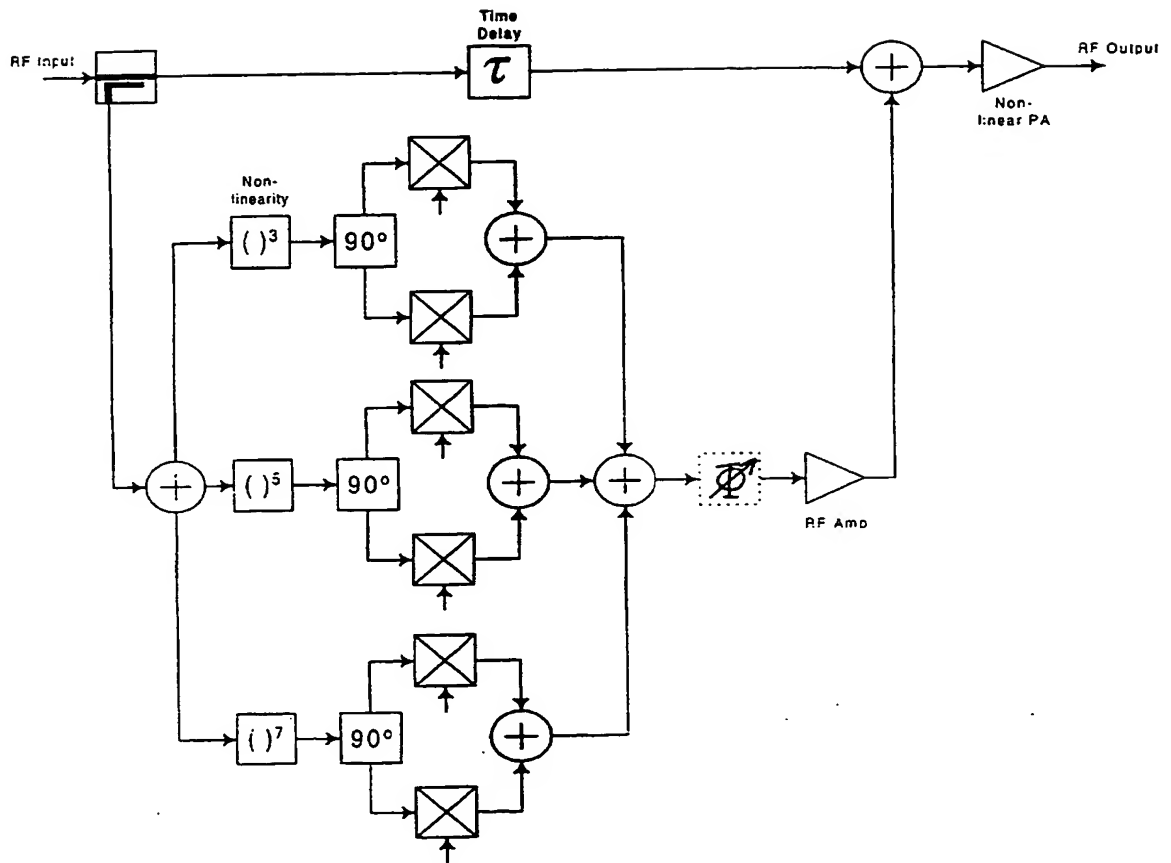 Time
Delay
RF Input
τ
+
RF Output
Non-
linear PA
Non-
linearity
( )³
90°
+
+
( )⁵
90°
+
+
Φ
RF Amp
( )⁷
90°
+